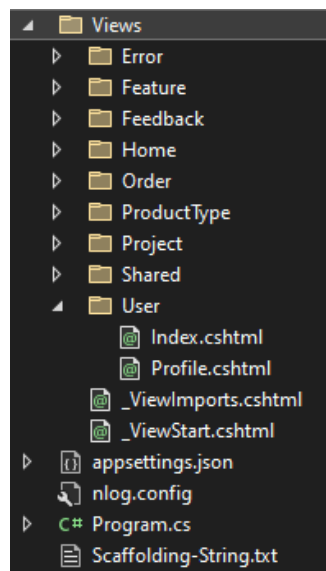 Views
Error
Feature
Feedback
Home
Order
ProductType
Project
Shared
User
Index.cshtml
Profile.cshtml
_ViewImports.cshtml
_ViewStart.cshtml
appsettings.json
nlog.config
C# Program.cs
Scaffolding-String.txt